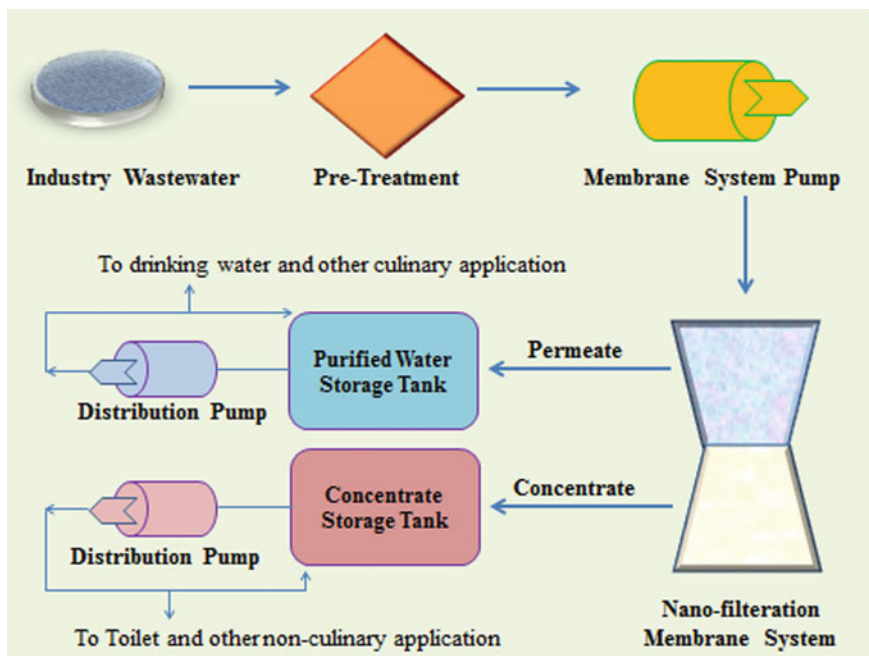 Industry Wastewater
Pre-Treatment
Membrane System Pump
To drinking water and other culinary application
Purified Water
Storage Tank
Permeate
Distribution Pump
Concentrate
Storage Tank
Concentrate
Distribution Pump
Nano-filteration
Membrane System
To Toilet and other non-culinary application